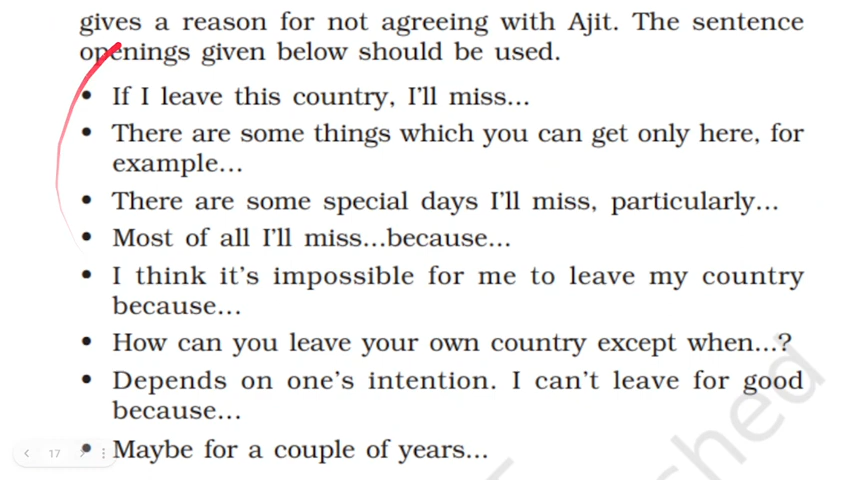 gives a reason for not agreeing with Ajit. The sentence
openings given below should be used.
• If I leave this country, I'll miss...
• There are some things which you can get only here, for
example...
• There are some special days I'll miss, particularly...
• Most of all I'll miss...because...
• I think it's impossible for me to leave my country
because...
• How can you leave your own country except when...?
• Depends on one's intention. I can't leave for good
because...
• Maybe for a couple of years...
17
shed